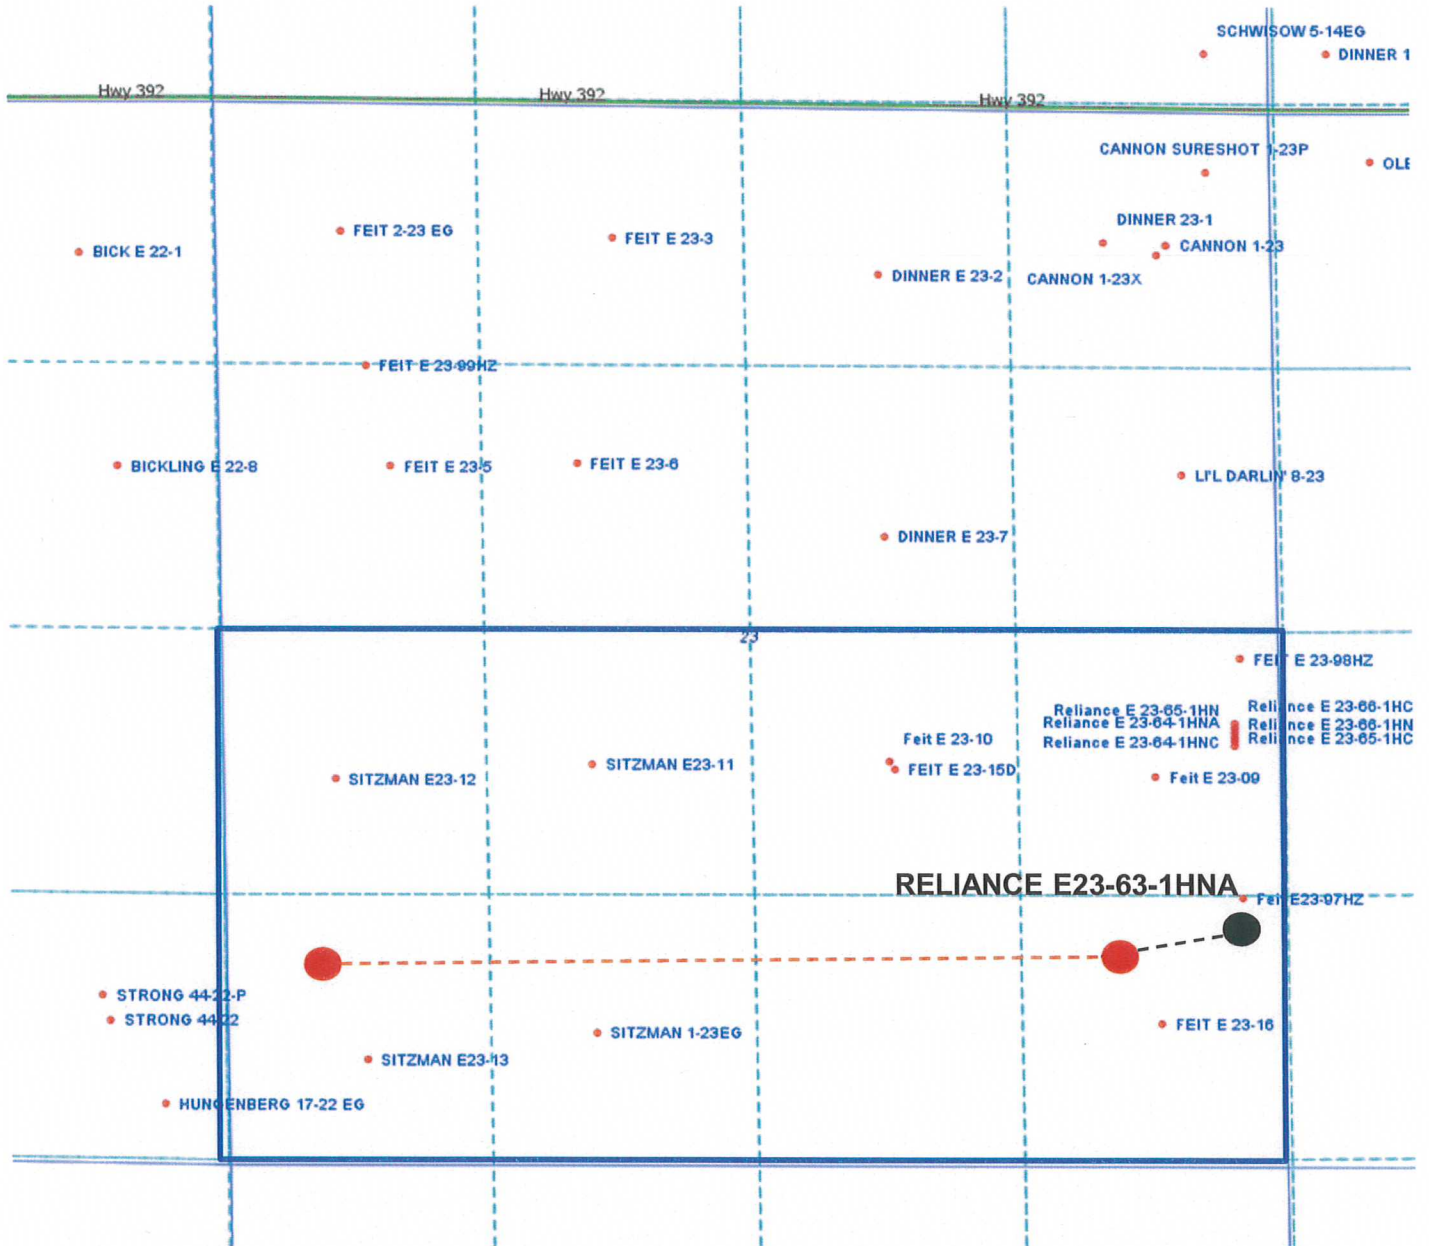 SCHWISOW 5-14EG
DINNER 1
Hwy 392
Hwy 392
Hwy 392
CANNON SURESHOT 1-23P
OLE
DINNER 23-1
FEIT 2-23 EG
FEIT E 23-3
CANNON 1-23
BICK E 22-1
DINNER E 23-2
CANNON 1-23X
FEIT E 23-99HZ
BICKLING E 22-8
FEIT E 23-5
FEIT E 23-6
LI'L DARLIN' 8-23
DINNER E 23-7
23
FEIT E 23-98HZ
Reliance E 23-65-1HN
Reliance E 23-66-1HC
Reliance E 23-64-1HNA
Reliance E 23-66-1HN
Reliance E 23-64-1HNC
Reliance E 23-65-1HC
Feit E 23-10
FEIT E 23-15D
SITZMAN E23-12
SITZMAN E23-11
Feit E 23-09
RELIANCE E23-63-1HNA
Feit E23-97HZ
STRONG 44-22-P
STRONG 44-22
FEIT E 23-16
SITZMAN 1-23EG
SITZMAN E23-13
HUNGENBERG 17-22 EG